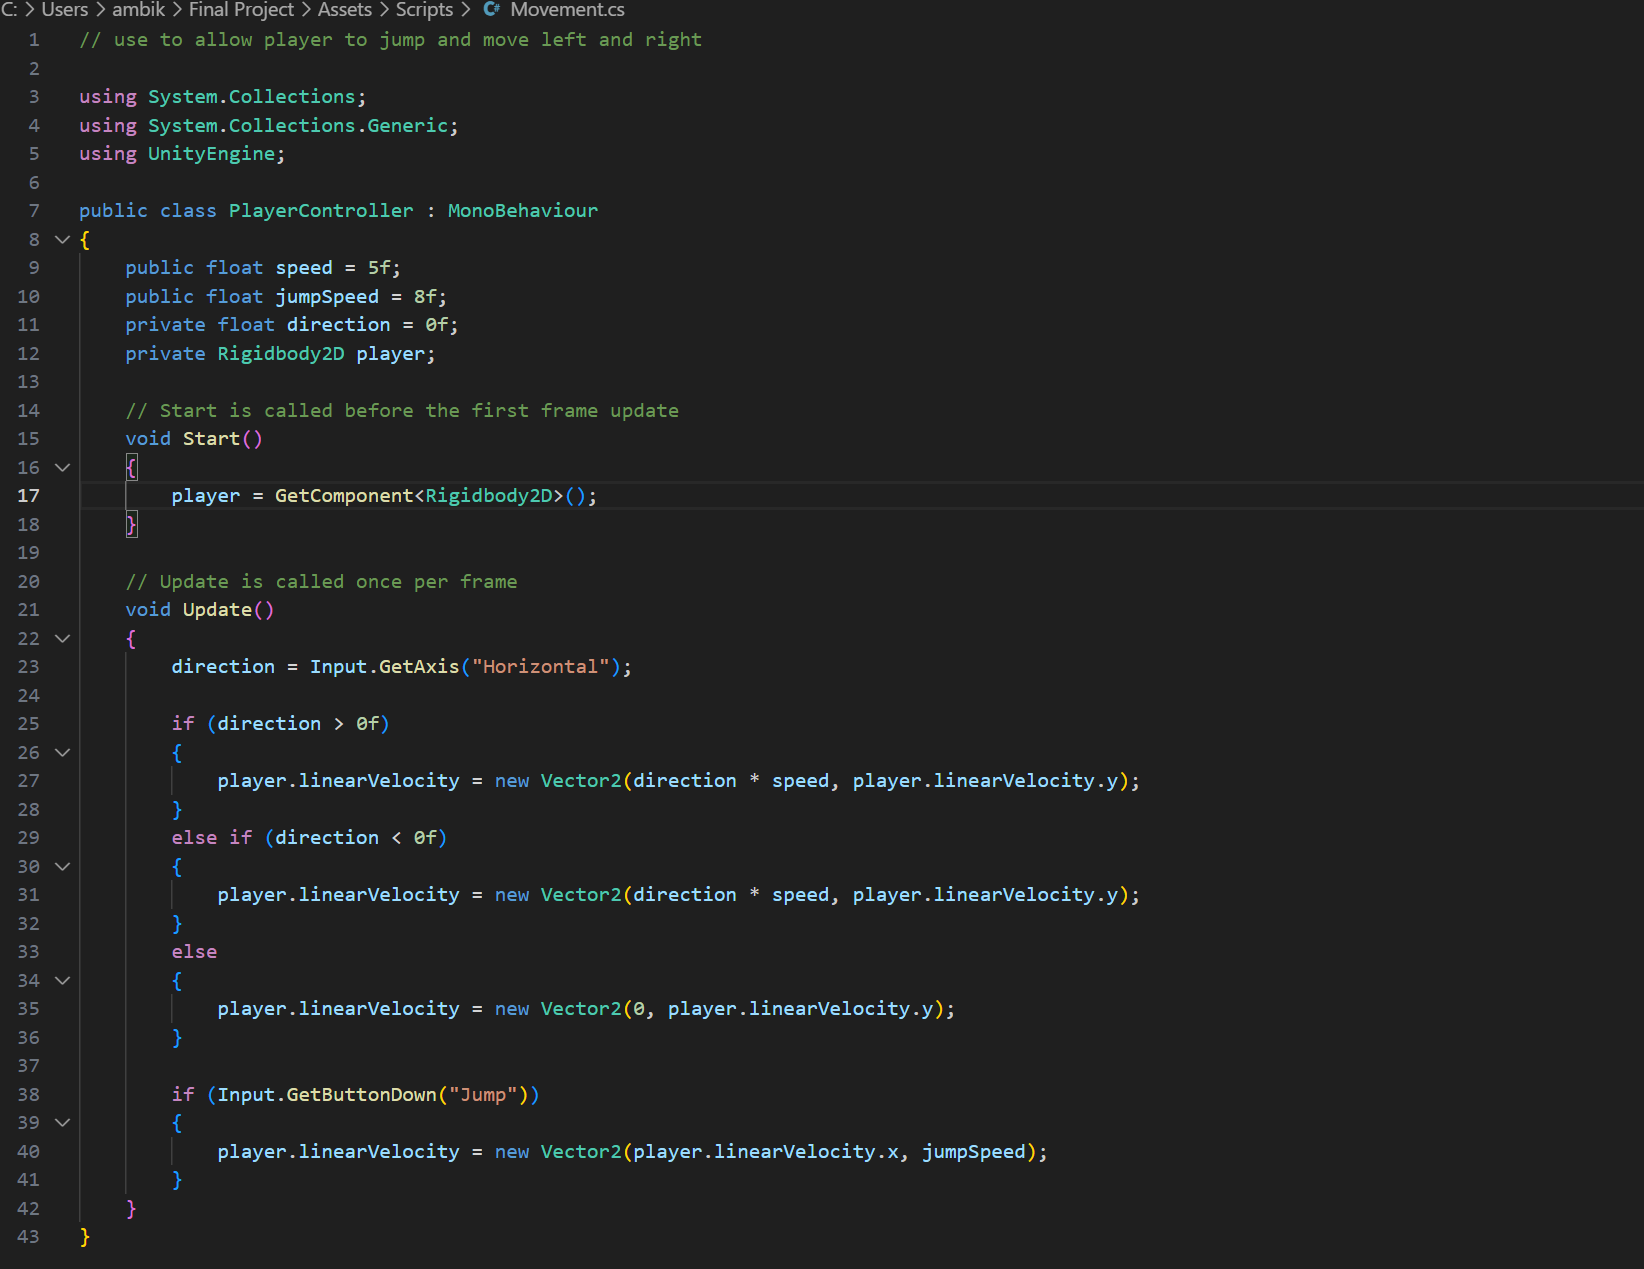 C: > Users > ambik > Final Project > Assets > Scripts > C# Movement.cs
1 // use to allow player to jump and move left and right
2
3 using System.Collections;
4 using System.Collections.Generic;
5 using UnityEngine;
6
7 public class PlayerController : MonoBehaviour
8 {
9     public float speed = 5f;
10     public float jumpSpeed = 8f;
11     private float direction = 0f;
12     private Rigidbody2D player;
13
14     // Start is called before the first frame update
15     void Start()
16     {
17         player = GetComponent<Rigidbody2D>();
18     }
19
20     // Update is called once per frame
21     void Update()
22     {
23         direction = Input.GetAxis("Horizontal");
24
25         if (direction > 0f)
26         {
27             player.linearVelocity = new Vector2(direction * speed, player.linearVelocity.y);
28         }
29         else if (direction < 0f)
30         {
31             player.linearVelocity = new Vector2(direction * speed, player.linearVelocity.y);
32         }
33         else
34         {
35             player.linearVelocity = new Vector2(0, player.linearVelocity.y);
36         }
37
38         if (Input.GetButtonDown("Jump"))
39         {
40             player.linearVelocity = new Vector2(player.linearVelocity.x, jumpSpeed);
41         }
42     }
43 }